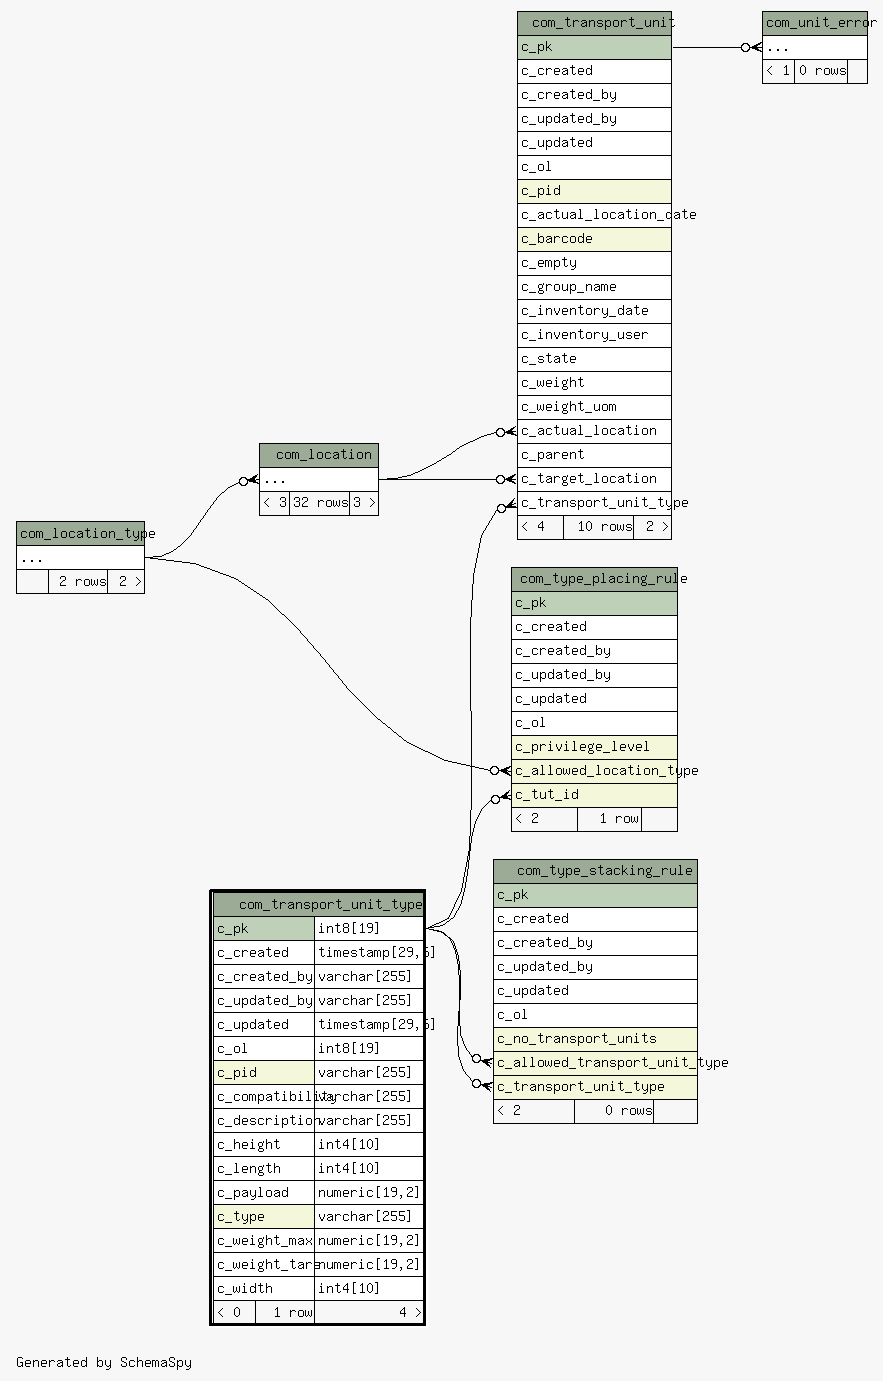 com_transport_unit
c_pk
c_created
c_created_by
c_updated_by
c_updated
c_ol
c_pid
c_actual_location_date
c_barcode
c_empty
c_group_name
c_inventory_date
c_inventory_user
c_state
c_weight
c_weight_uom
c_actual_location
c_parent
c_target_location
c_transport_unit_type
< 4 10 rows 2 >
com_unit_error
...
< 1 0 rows
com_location
...
< 3 32 rows 3 >
com_location_type
...
2 rows 2 >
com_type_placing_rule
c_pk
c_created
c_created_by
c_updated_by
c_updated
c_ol
c_privilege_level
c_allowed_location_type
c_tut_id
< 2 1 row
com_type_stacking_rule
c_pk
c_created
c_created_by
c_updated_by
c_updated
c_ol
c_no_transport_units
c_allowed_transport_unit_type
c_transport_unit_type
< 2 0 rows
com_transport_unit_type
c_pk int8[19]
c_created timestamp[29,6]
c_created_by varchar[255]
c_updated_by varchar[255]
c_updated timestamp[29,6]
c_ol int8[19]
c_pid varchar[255]
c_compatibility varchar[255]
c_description varchar[255]
c_height int4[10]
c_length int4[10]
c_payload numeric[19,2]
c_type varchar[255]
c_weight_max numeric[19,2]
c_weight_tare numeric[19,2]
c_width int4[10]
< 0 1 row 4 >
Generated by SchemaSpy